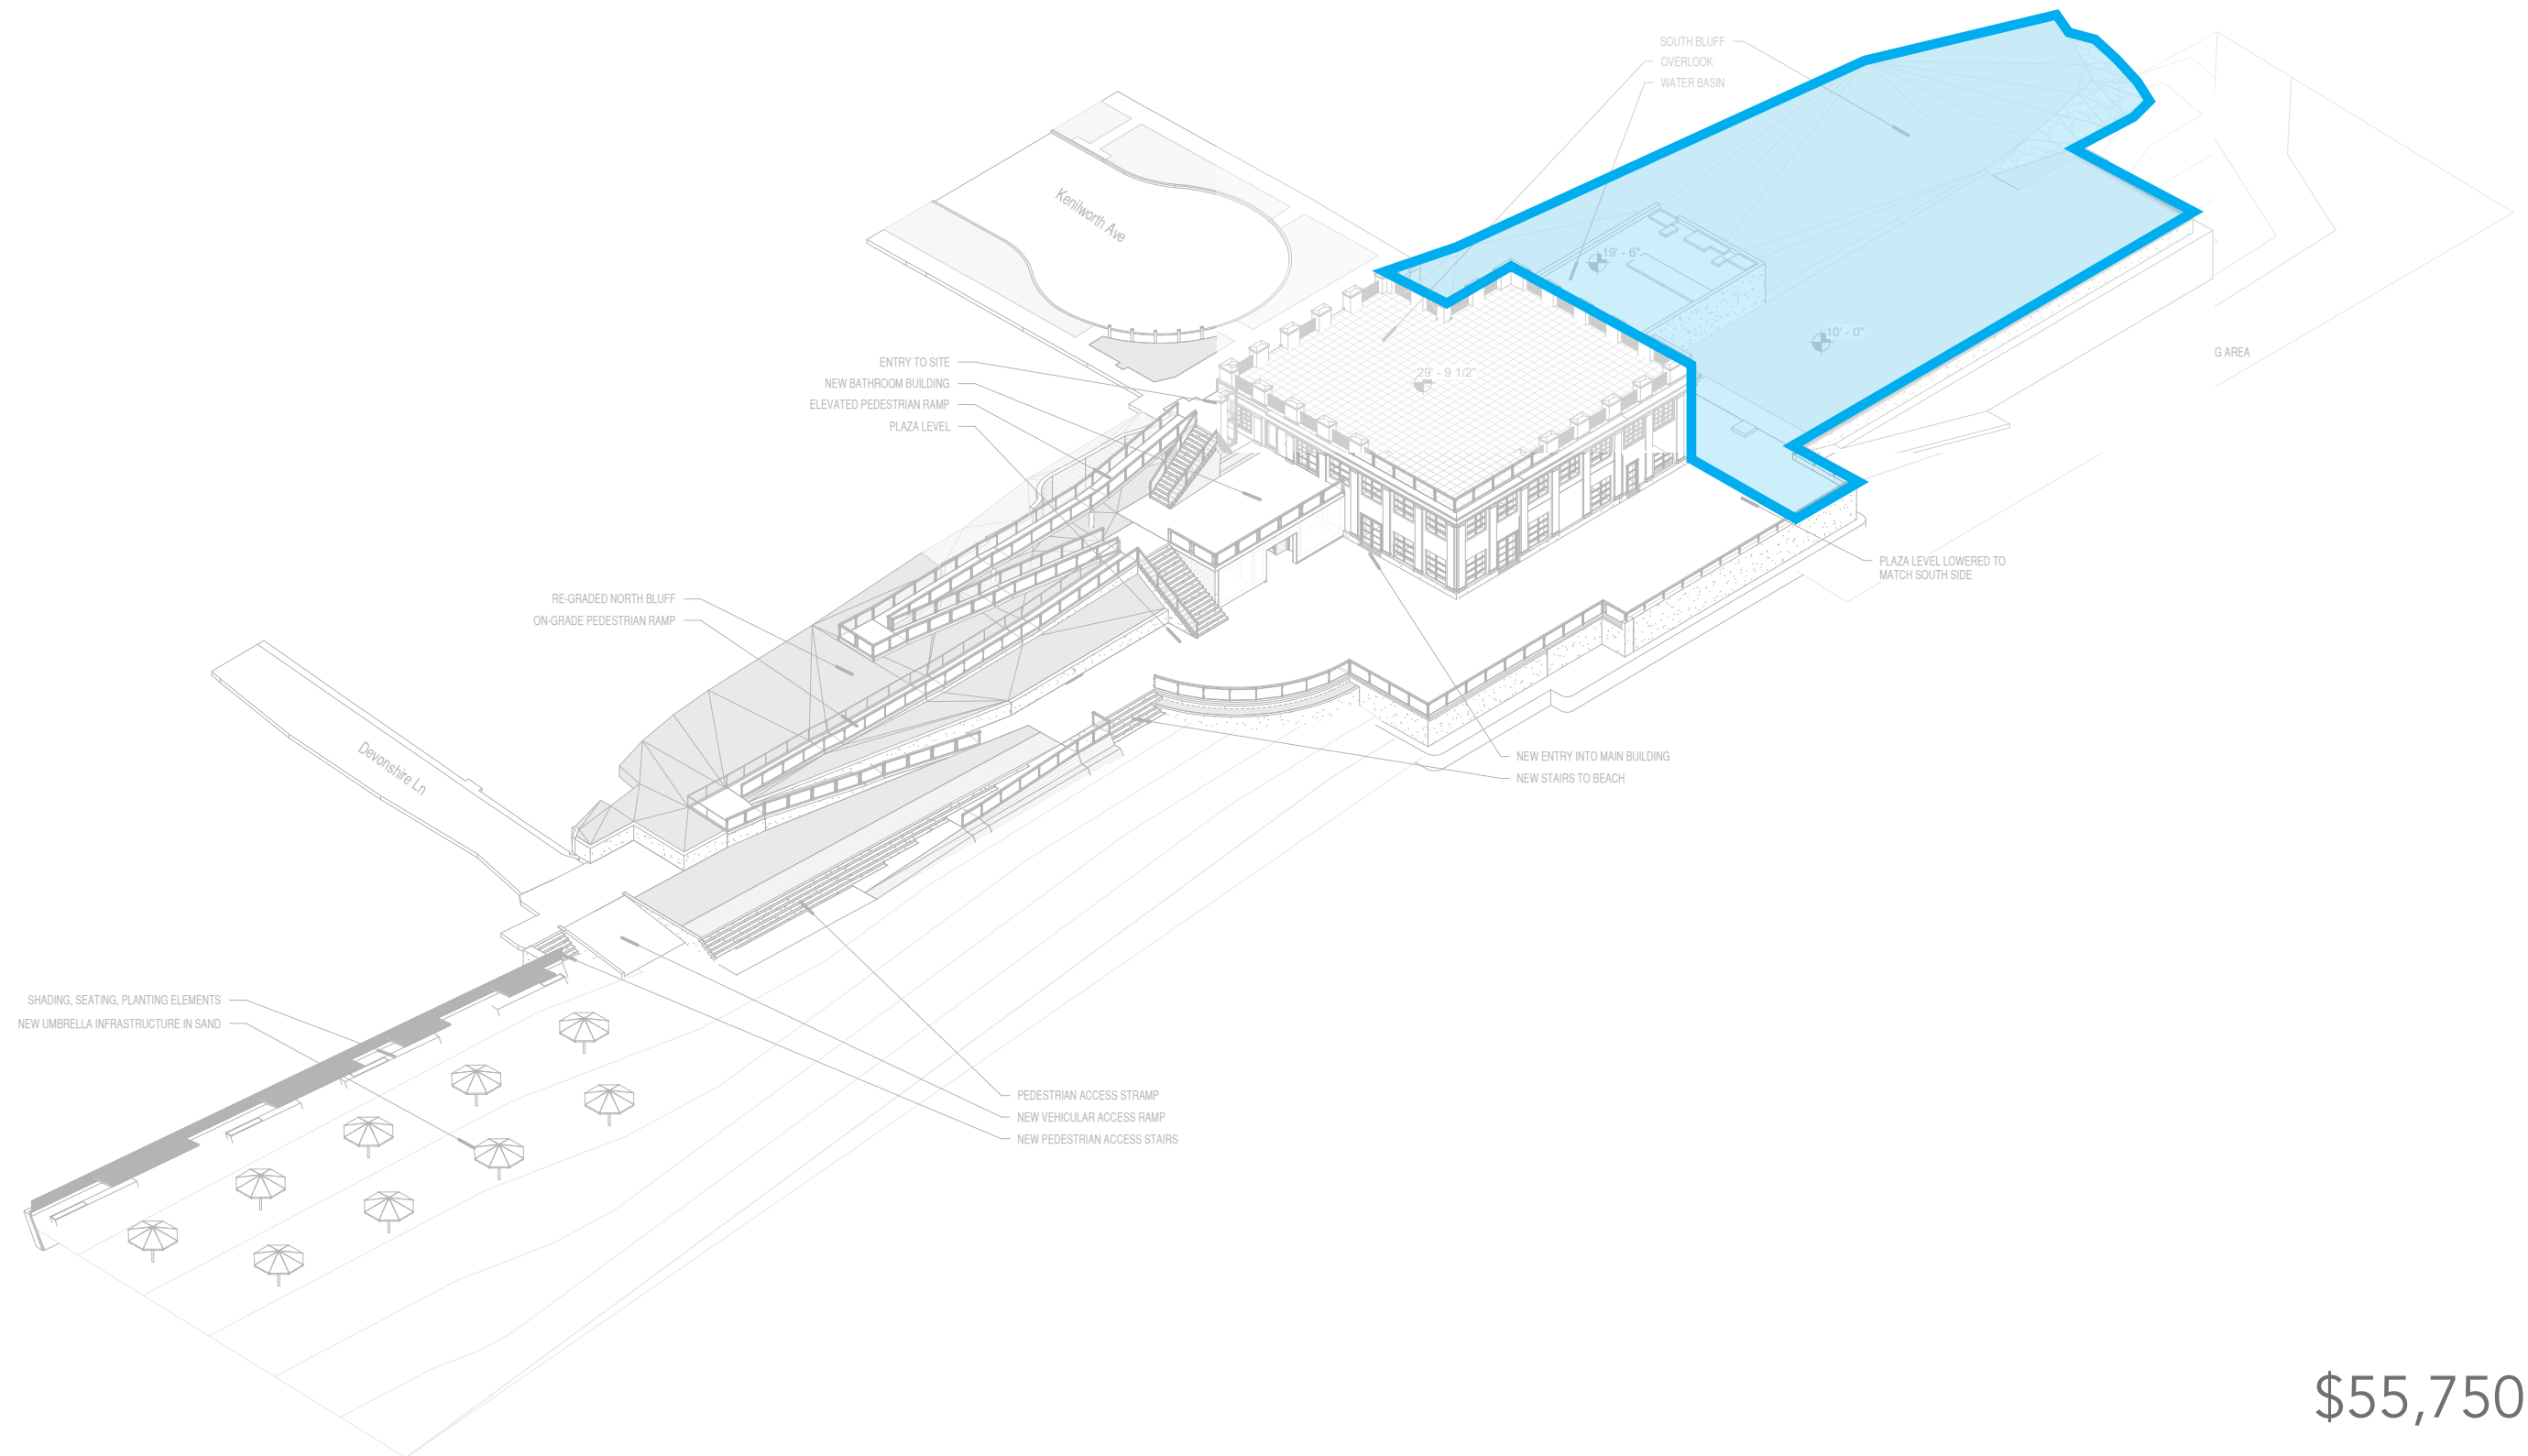 SOUTH BLUFF
OVERLOOK
WATER BASIN
Kenilworth Ave
19' - 6"
10' - 0"
G AREA
29' - 9 1/2"
ENTRY TO SITE
NEW BATHROOM BUILDING
ELEVATED PEDESTRIAN RAMP
PLAZA LEVEL
PLAZA LEVEL LOWERED TO
MATCH SOUTH SIDE
RE-GRADED NORTH BLUFF
ON-GRADE PEDESTRIAN RAMP
Devonshire Ln
NEW ENTRY INTO MAIN BUILDING
NEW STAIRS TO BEACH
SHADING, SEATING, PLANTING ELEMENTS
NEW UMBRELLA INFRASTRUCTURE IN SAND
PEDESTRIAN ACCESS STRAMP
NEW VEHICULAR ACCESS RAMP
NEW PEDESTRIAN ACCESS STAIRS
$55,750